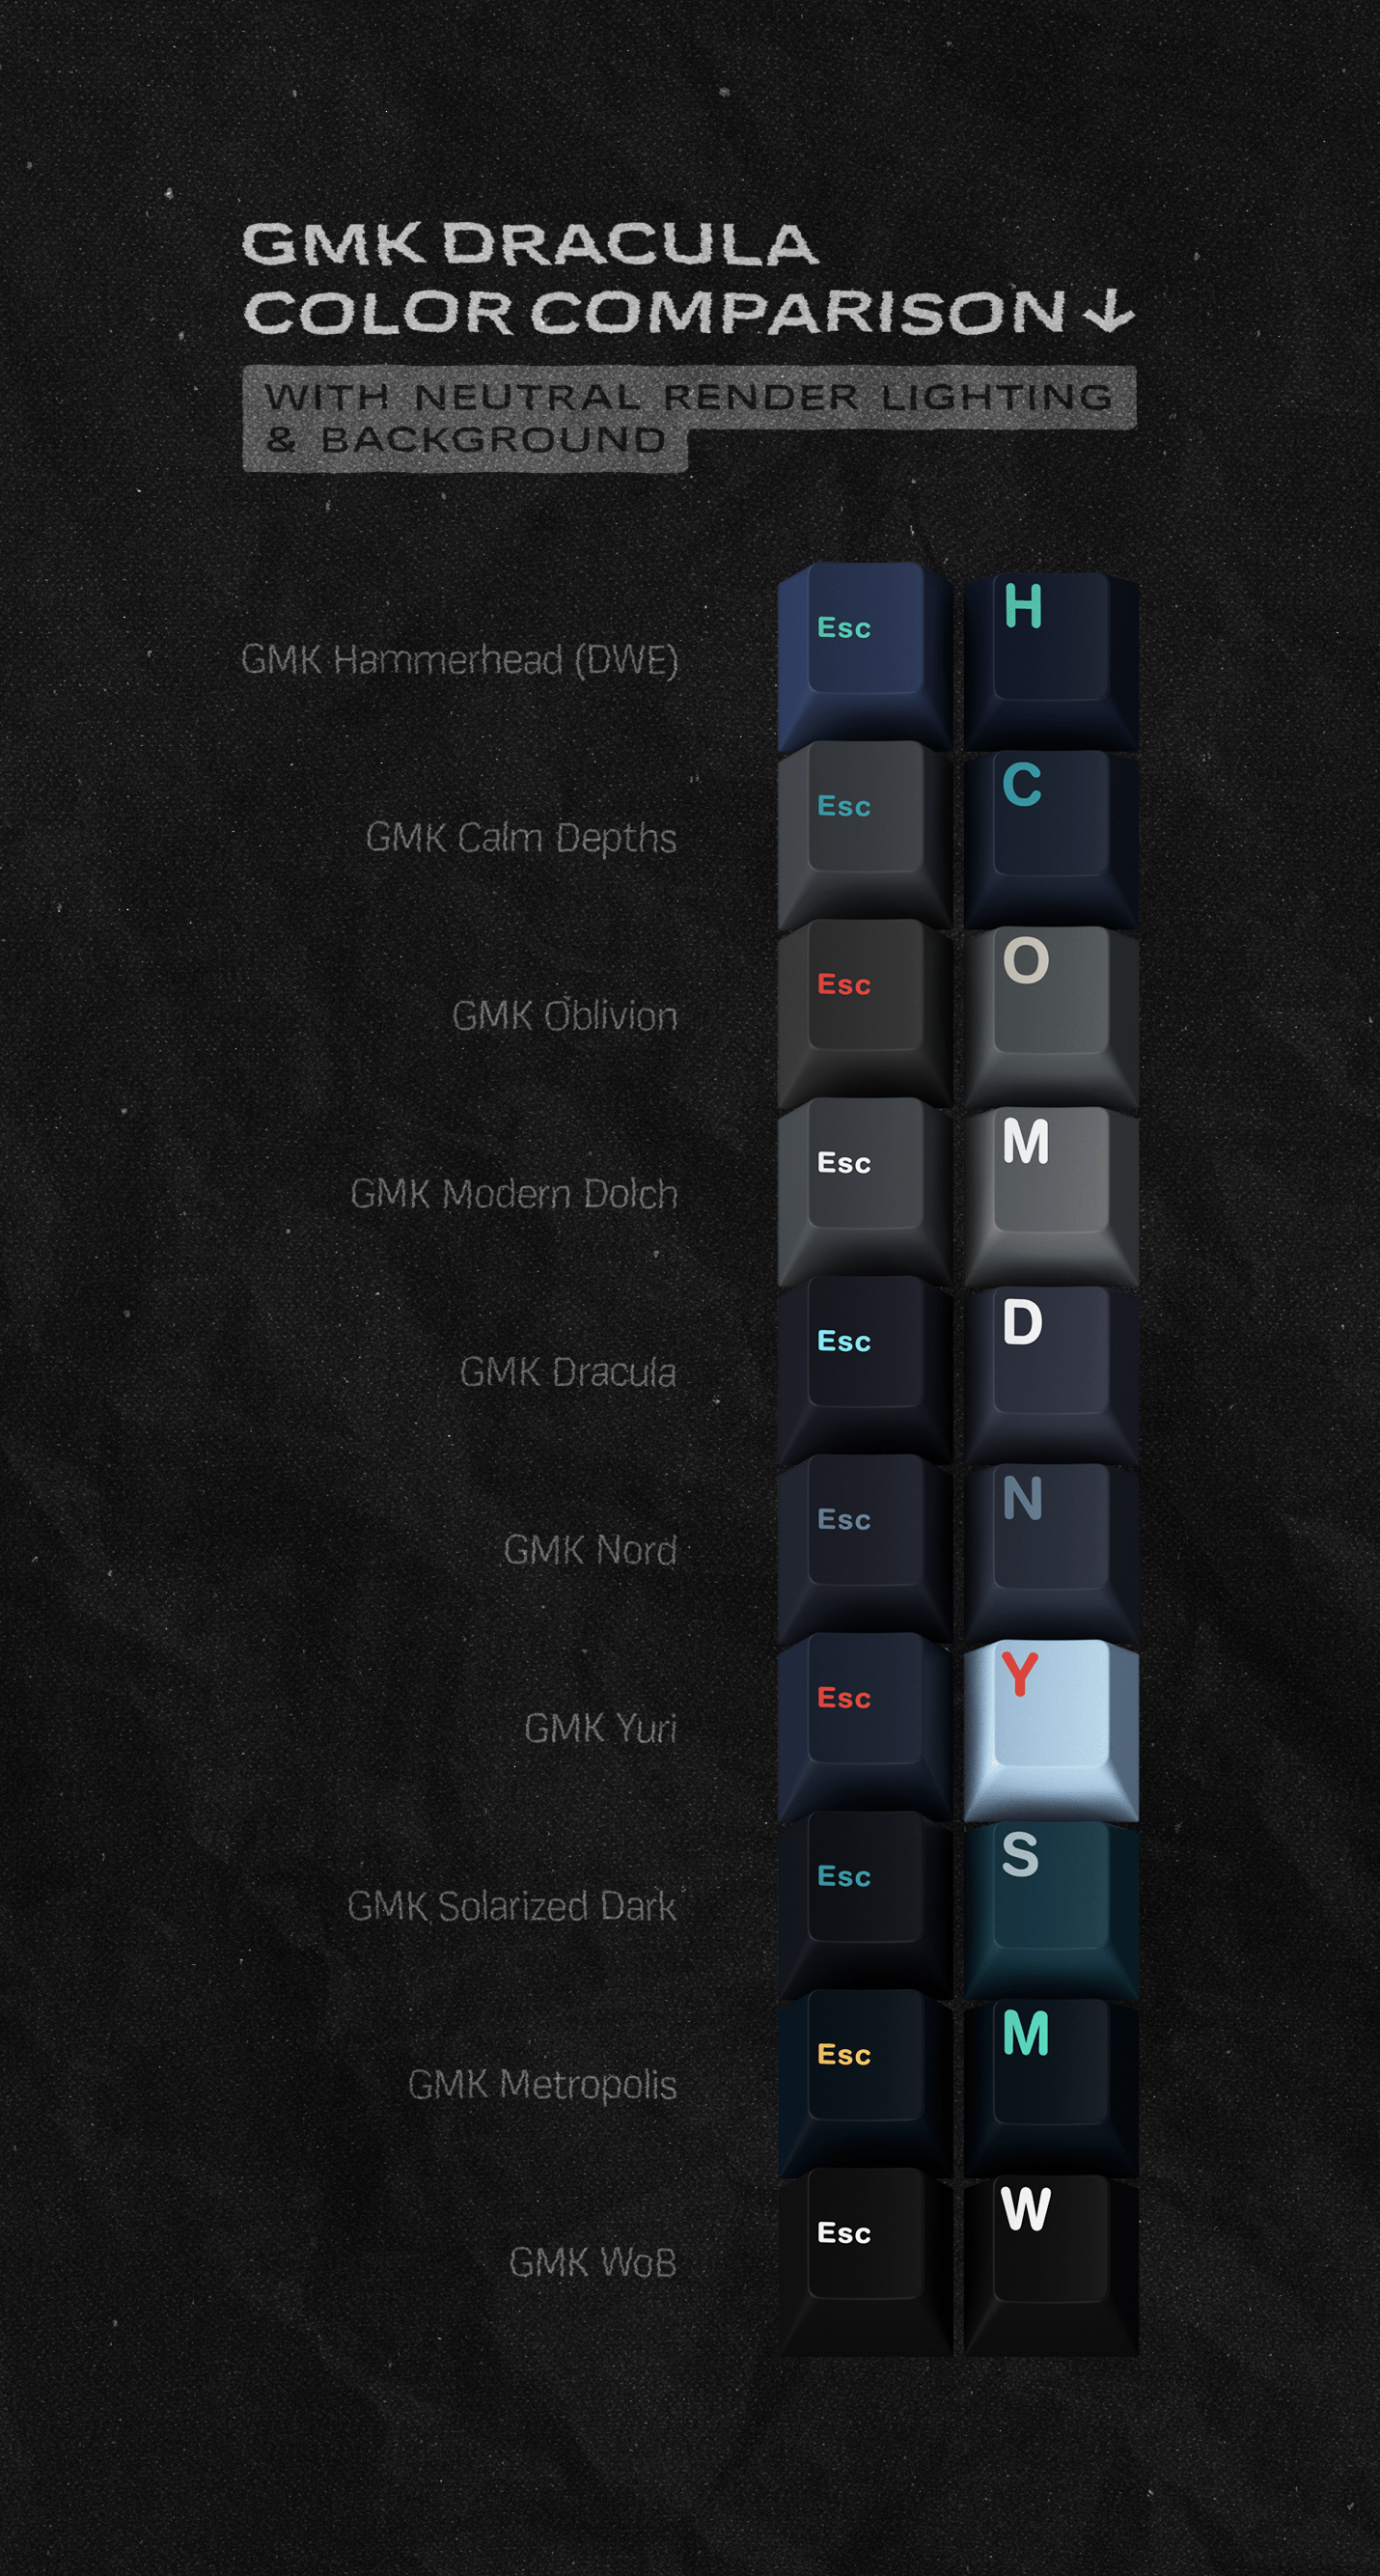 GMK DRACULA
COLOR COMPARISON ↓
WITH NEUTRAL RENDER LIGHTING
& BACKGROUND
GMK Hammerhead (DWE) Esc H
GMK Calm Depths Esc C
GMK Oblivion Esc O
GMK Modern Dolch Esc M
GMK Dracula Esc D
GMK Nord Esc N
GMK Yuri Esc Y
GMK Solarized Dark Esc S
GMK Metropolis Esc M
GMK WoB Esc W